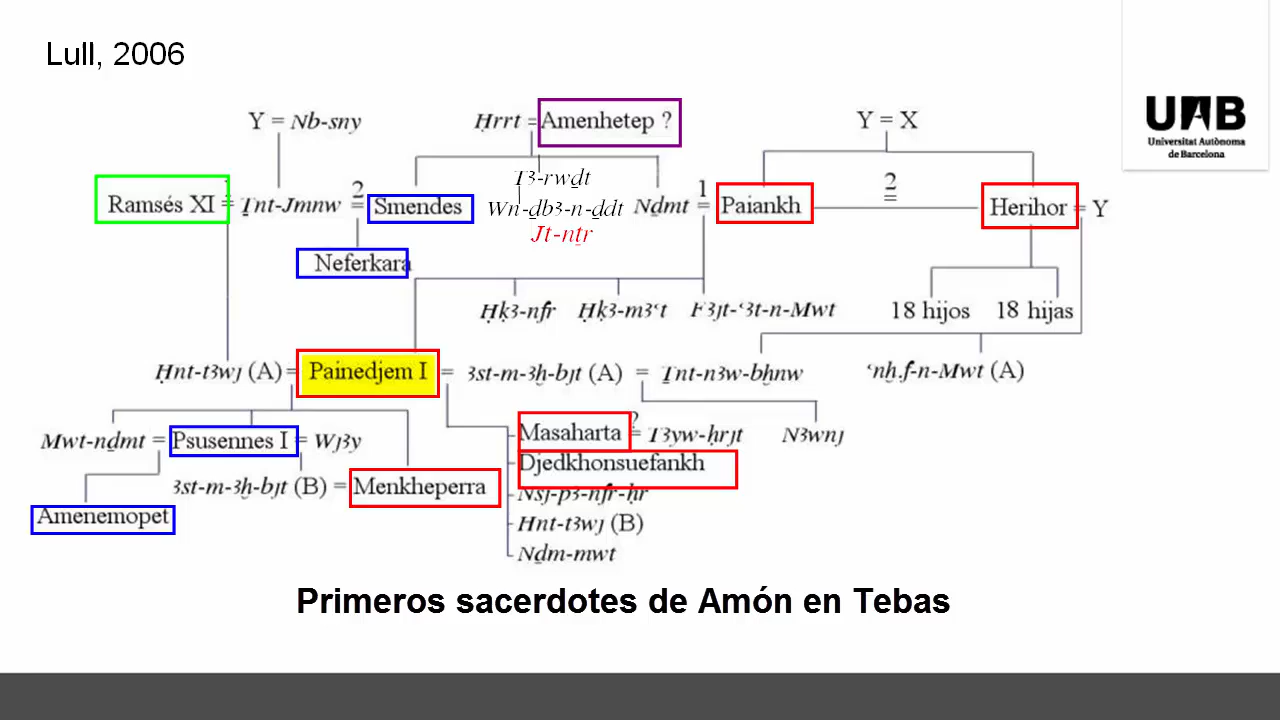 Lull, 2006
UAB
Universitat Autònoma
de Barcelona
Y = Nb-sny
Ḥrrt = Amenhetep ?
Y = X
Tȝ-rwḏt
Ramsés XI = Ṯnt-Jmnw 2 = Smendes
Wn-ḏbȝ-n-ḏdt
Nḏmt 1 = Paiankh 2 = Herihor = Y
Jt-nṯr
Neferkara
Ḥḳȝ-nfr Ḥḳȝ-mȝʿt Fȝjt-ʿȝt-n-Mwt
18 hijos 18 hijas
Ḥnt-tȝwj (A) = Painedjem I = ȝst-m-ȝḫ-bjt (A) = Ṯnt-nȝw-bḫnw
ʿnḫ.f-n-Mwt (A)
Mwt-nḏmt = Psusennes I = Wjȝy
Masaharta ? = Tȝyw-ḥrjt
Nȝwnj
Djedkhonsuefankh
ȝst-m-ȝḫ-bjt (B) = Menkheperra
Nsj-pȝ-nfr-ḥr
Amenemopet
Ḥnt-tȝwj (B)
Nḏm-mwt
Primeros sacerdotes de Amón en Tebas